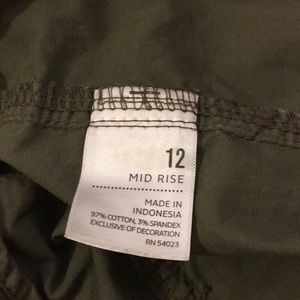 12
MID RISE
MADE IN
INDONESIA
97% COTTON, 3% SPANDEX
EXCLUSIVE OF DECORATION
RN 54023